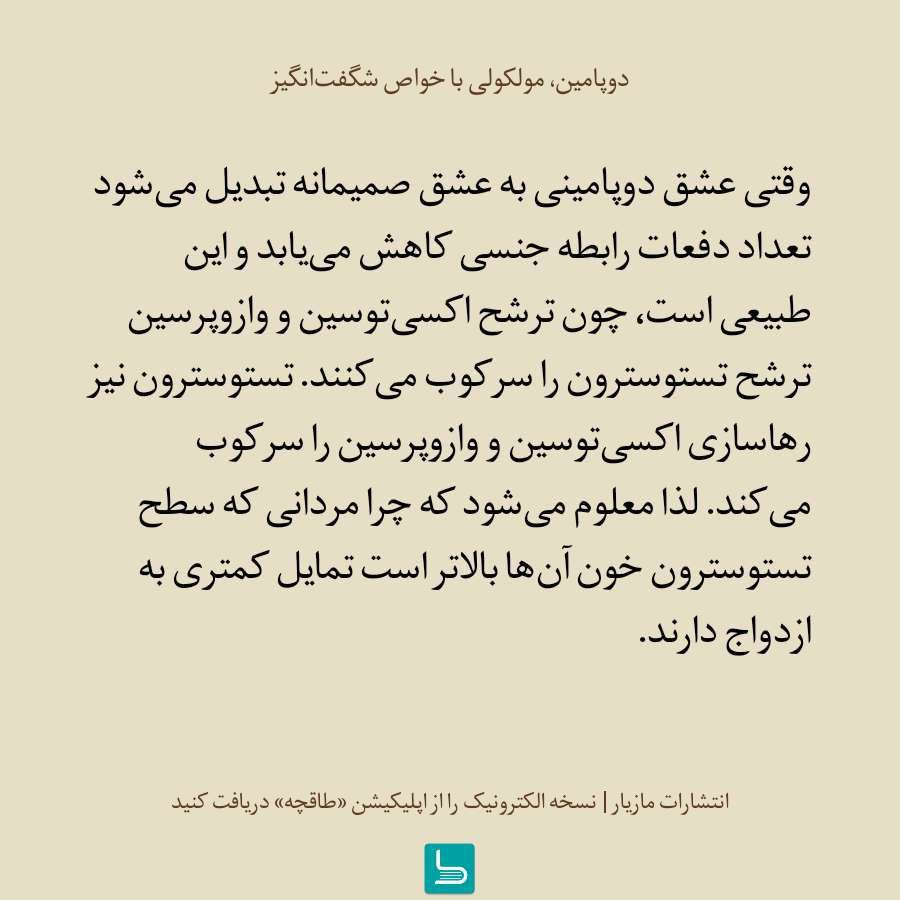 دوپامین، مولکولی با خواص شگفت‌انگیز
وقتی عشق دوپامینی به عشق صمیمانه تبدیل می‌شود
تعداد دفعات رابطه جنسی کاهش می‌یابد و این
طبیعی است، چون ترشح اکسی‌توسین و وازوپرسین
ترشح تستوسترون را سرکوب می‌کنند. تستوسترون نیز
رهاسازی اکسی‌توسین و وازوپرسین را سرکوب
می‌کند. لذا معلوم می‌شود که چرا مردانی که سطح
تستوسترون خون آن‌ها بالاتر است تمایل کمتری به
ازدواج دارند.
انتشارات مازیار | نسخه الکترونیک را از اپلیکیشن «طاقچه» دریافت کنید